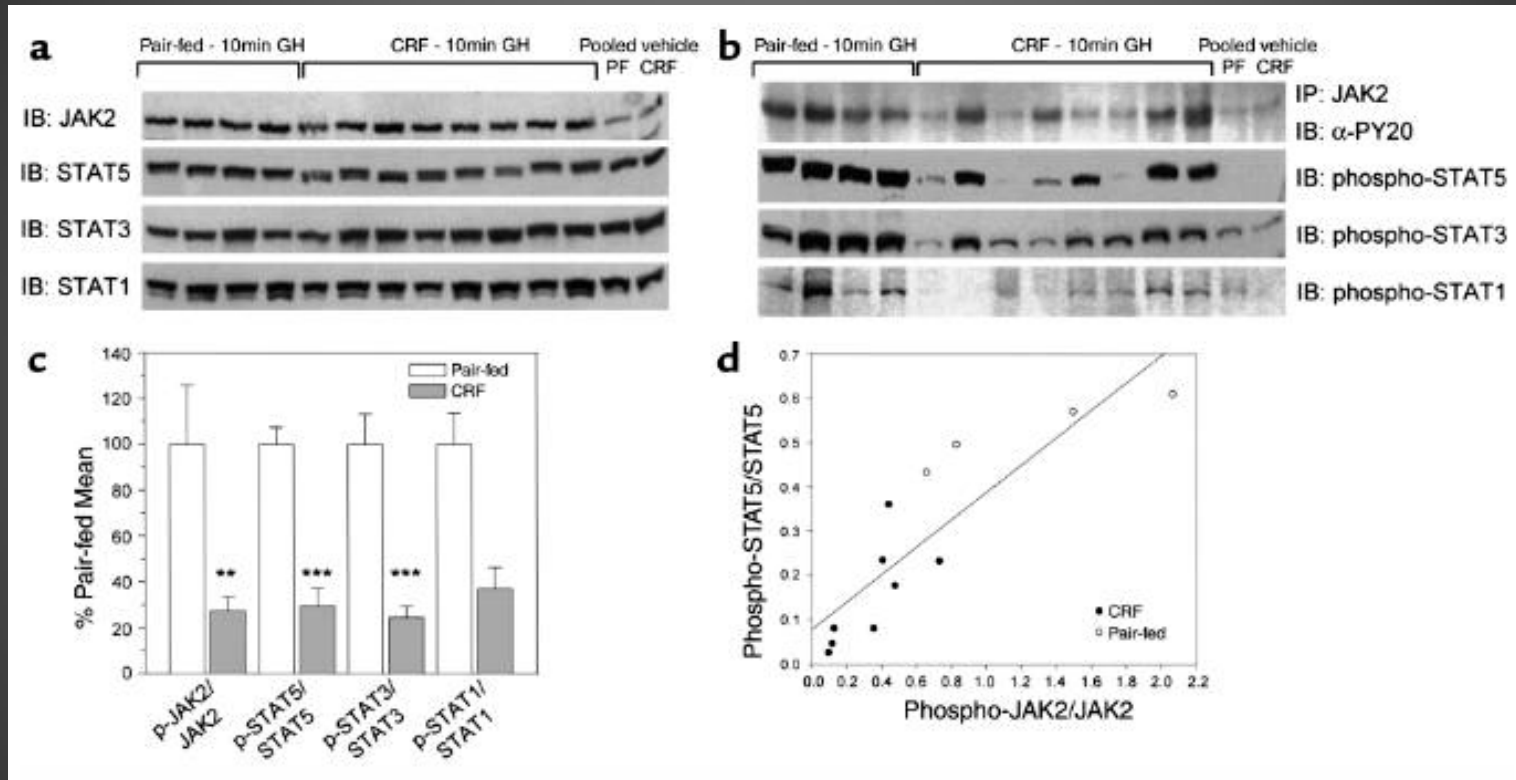 a
Pair-fed - 10min GH
CRF - 10min GH
Pooled vehicle
PF CRF
IB: JAK2
IB: STAT5
IB: STAT3
IB: STAT1
b
Pair-fed - 10min GH
CRF - 10min GH
Pooled vehicle
PF CRF
IP: JAK2
IB: α-PY20
IB: phospho-STAT5
IB: phospho-STAT3
IB: phospho-STAT1
c
% Pair-fed Mean
140
120
100
80
60
40
20
0
Pair-fed
CRF
**
***
***
p-JAK2/
JAK2
p-STAT5/
STAT5
p-STAT3/
STAT3
p-STAT1/
STAT1
d
Phospho-STAT5/STAT5
0.7
0.6
0.5
0.4
0.3
0.2
0.1
0.0
CRF
Pair-fed
0.0 0.2 0.4 0.6 0.8 1.0 1.2 1.4 1.6 1.8 2.0 2.2
Phospho-JAK2/JAK2